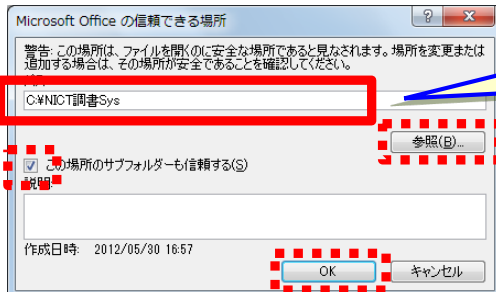 Microsoft Office の信頼できる場所
警告: この場所は、ファイルを開くのに安全な場所であると見なされます。場所を変更または
追加する場合は、その場所が安全であることを確認してください。
C:¥NICT調書Sys
参照(B)...
この場所のサブフォルダーも信頼する(S)
説明:
作成日時: 2012/05/30 16:57
OK
キャンセル